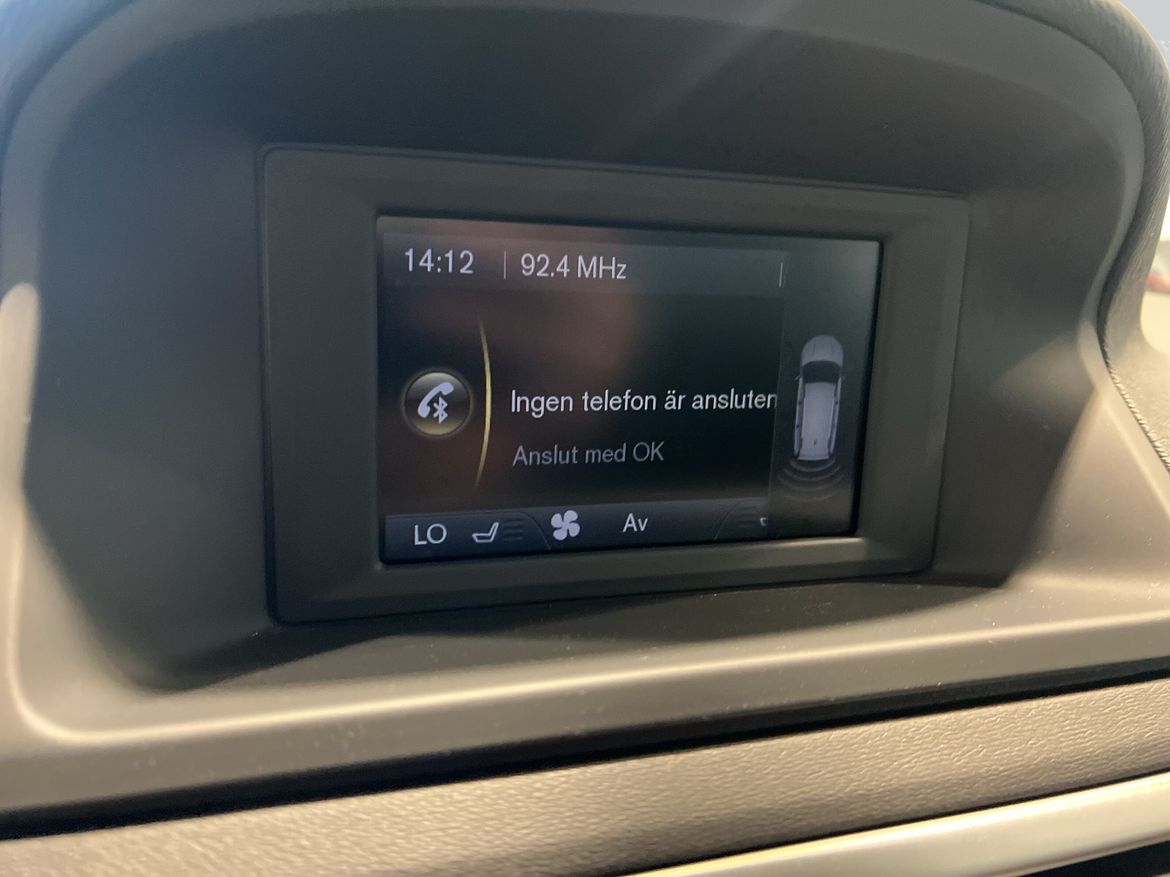 14:12 | 92.4 MHz
Ingen telefon är ansluten
Anslut med OK
LO Av